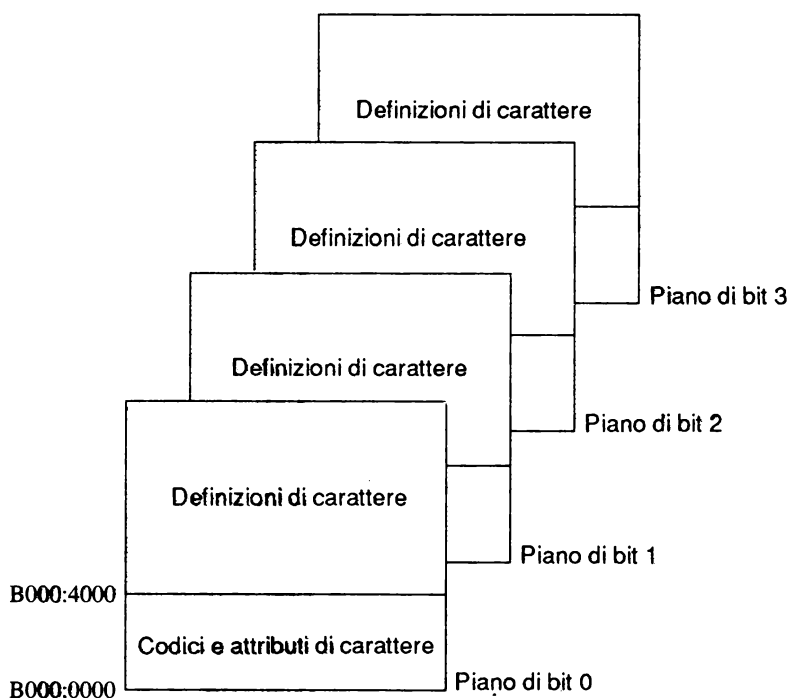 Definizioni di carattere
Definizioni di carattere
Piano di bit 3
Definizioni di carattere
Piano di bit 2
Definizioni di carattere
Piano di bit 1
B000:4000
Codici e attributi di carattere
Piano di bit 0
B000:0000